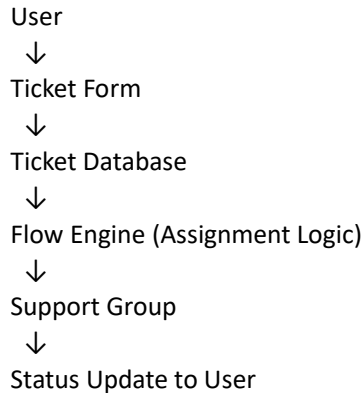 User
↓
Ticket Form
↓
Ticket Database
↓
Flow Engine (Assignment Logic)
↓
Support Group
↓
Status Update to User